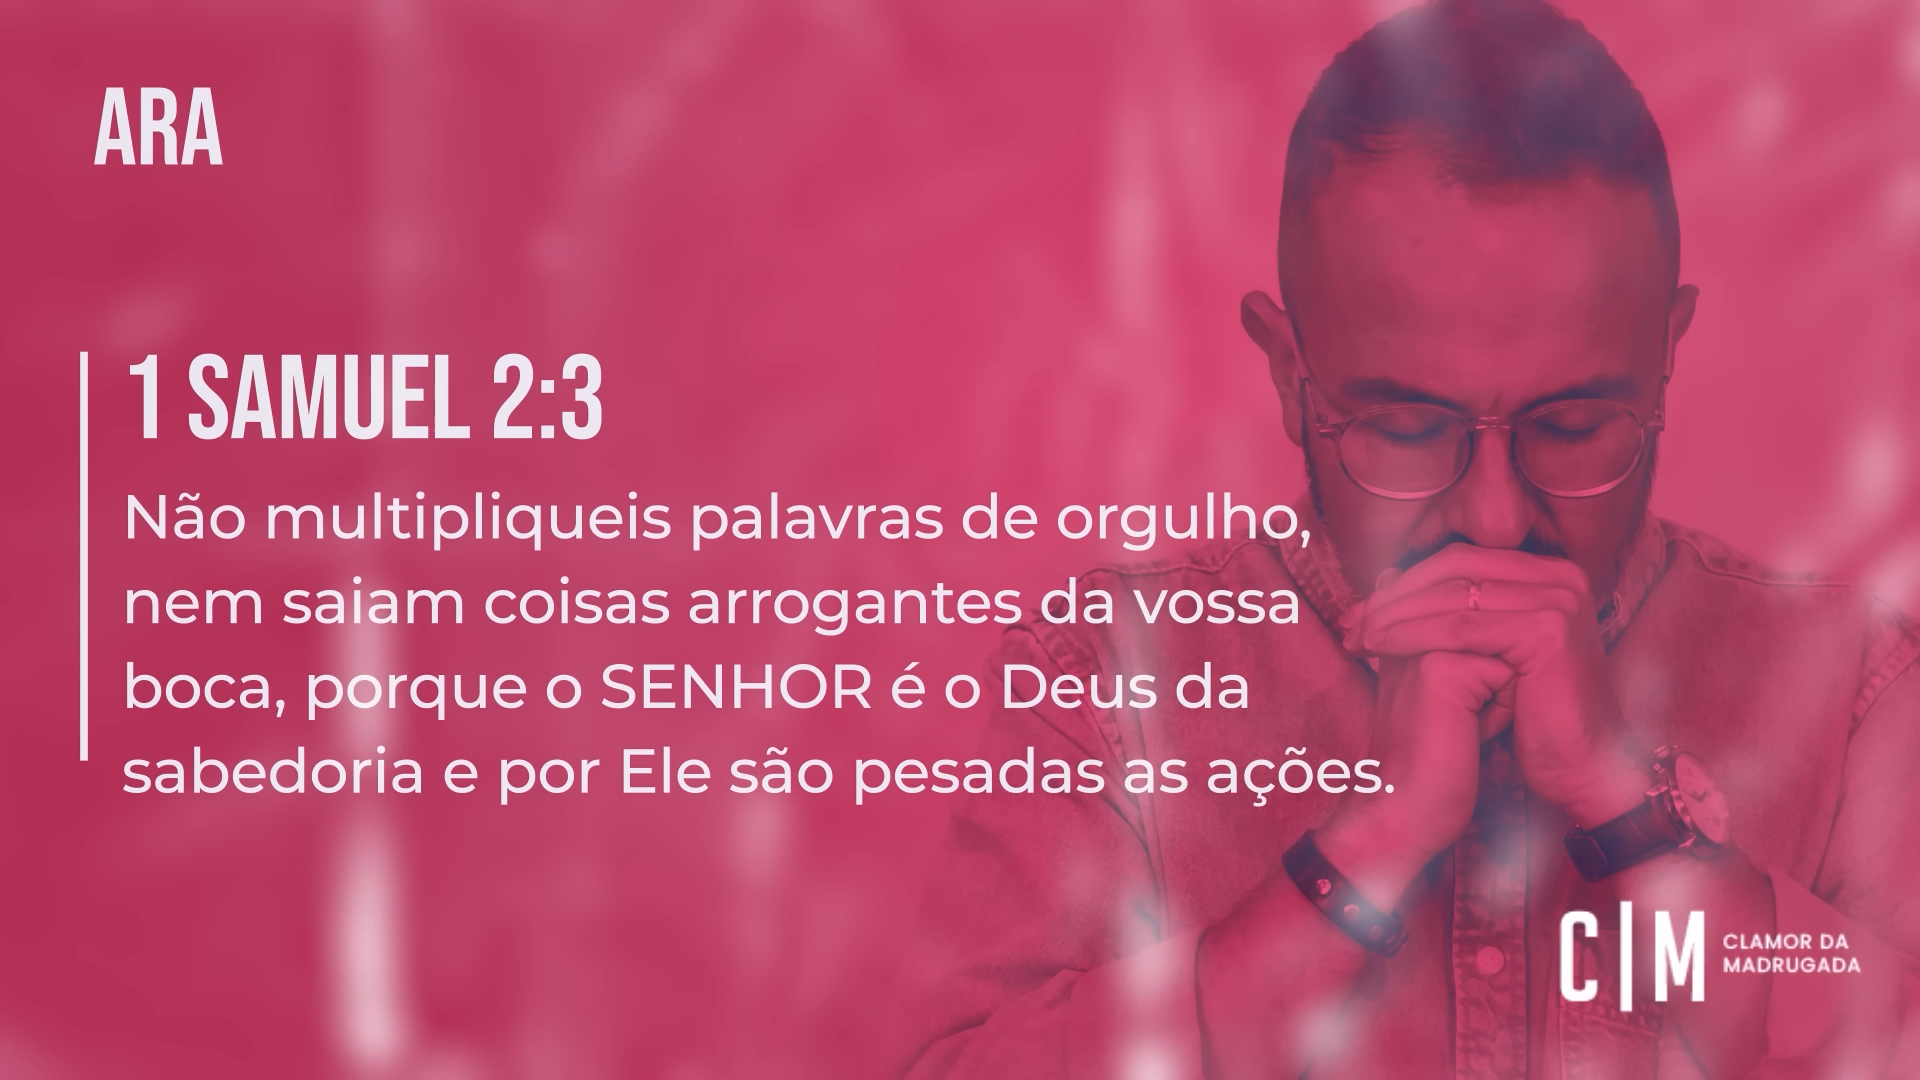 ARA
1 SAMUEL 2:3
Não multipliqueis palavras de orgulho,
nem saiam coisas arrogantes da vossa
boca, porque o SENHOR é o Deus da
sabedoria e por Ele são pesadas as ações.
C|M
CLAMOR DA
MADRUGADA